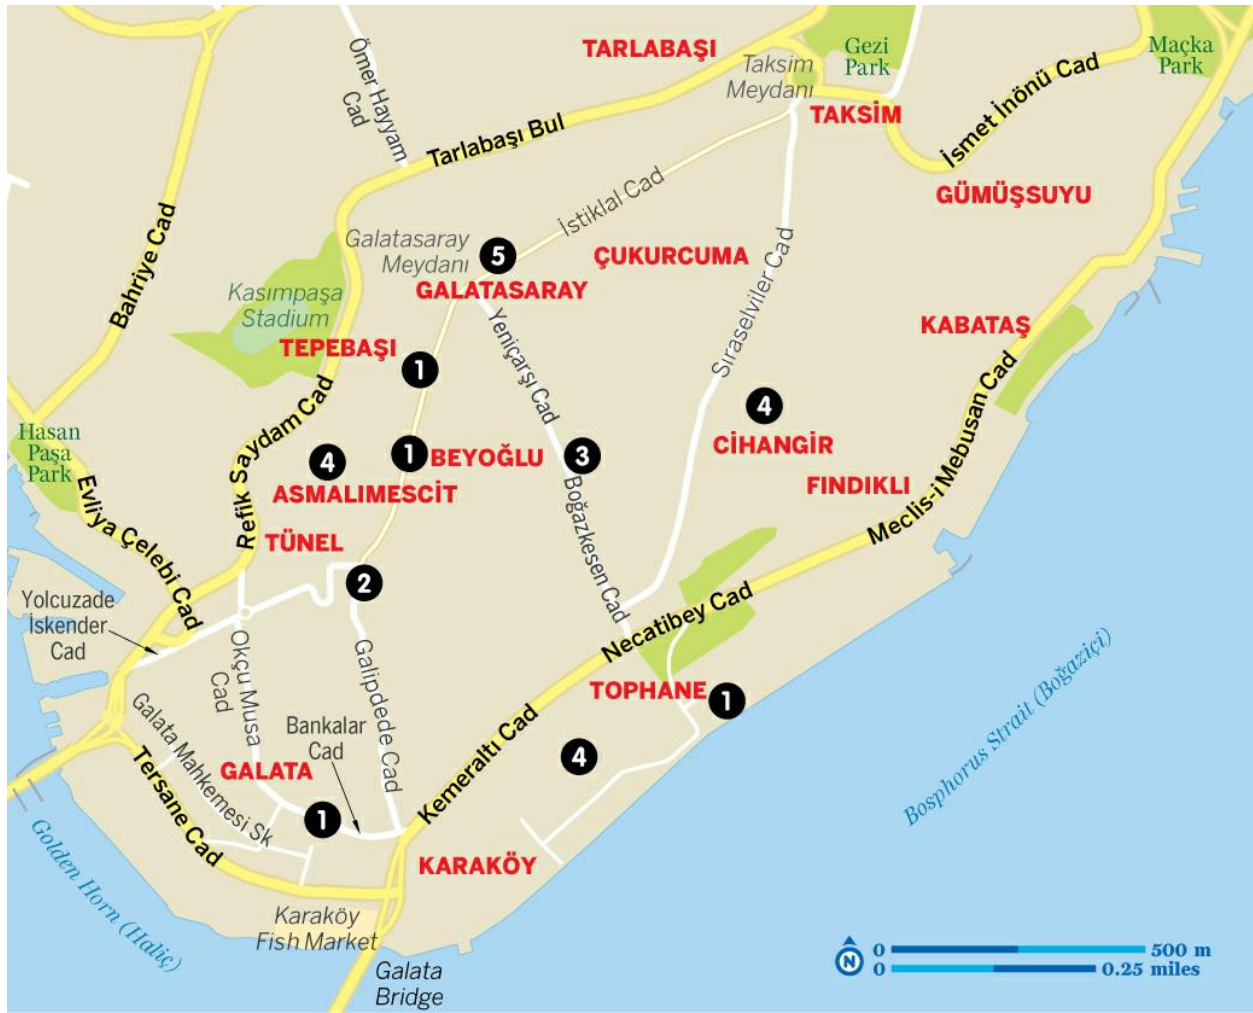 TARLABAŞI
Gezi
Park
Maçka
Park
Ömer Hayyam
Cad
Taksim
Meydanı
TAKSİM
İsmet İnönü Cad
Tarlabaşı Bul
GÜMÜŞSUYU
İstiklal Cad
Bahriye Cad
Galatasaray
Meydanı
5
ÇUKURCUMA
GALATASARAY
Sıraselviler Cad
Kasımpaşa
Stadium
KABATAŞ
TEPEBAŞI
1
Yeniçarşı Cad
Refik Saydam Cad
4
CİHANGİR
Meclis-i Mebusan Cad
Hasan
Paşa
Park
4
ASMALIMESCİT
1
BEYOĞLU
3
FINDIKLI
Evliya Çelebi Cad
TÜNEL
Boğazkesen Cad
2
Yolcuzade
İskender
Cad
Necatibey Cad
Okçu Musa
Cad
Galipdede Cad
TOPHANE
1
Bosphorus Strait (Boğaziçi)
Galata Mahkemesi Sk
Bankalar
Cad
Kemeraltı Cad
4
Tersane Cad
GALATA
1
KARAKÖY
Golden Horn (Haliç)
Karaköy
Fish Market
Galata
Bridge
N
0 500 m
0 0.25 miles